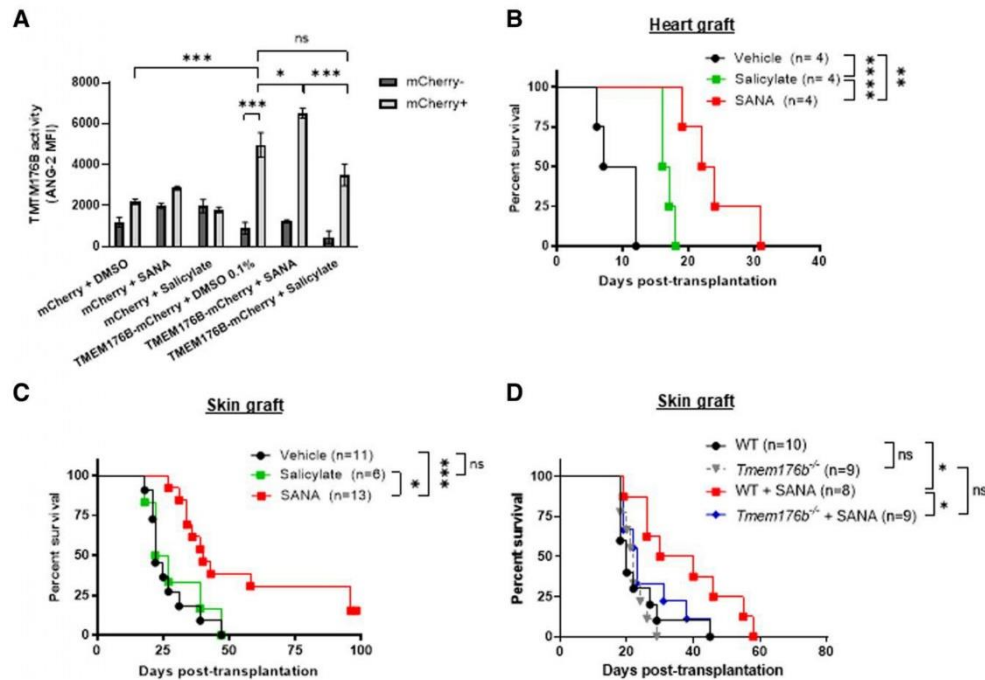 A
TMTM176B activity
(ANG-2 MFI)
8000
6000
4000
2000
0
***
ns
*
***
***
mCherry-
mCherry+
mCherry + DMSO
mCherry + SANA
mCherry + Salicylate
TMEM176B-mCherry + DMSO 0.1%
TMEM176B-mCherry + SANA
TMEM176B-mCherry + Salicylate
B
Heart graft
Vehicle (n= 4)
Salicylate (n= 4)
SANA (n=4)
**
**
**
Percent survival
100
75
50
25
0
0
10
20
30
40
Days post-transplantation
C
Skin graft
Vehicle (n=11)
Salicylate (n=6)
SANA (n=13)
*
***
ns
Percent survival
100
75
50
25
0
0
25
50
75
100
Days post-transplantation
D
Skin graft
WT (n=10)
Tmem176b-/- (n=9)
WT + SANA (n=8)
Tmem176b-/- + SANA (n=9)
ns
*
*
ns
Percent survival
100
75
50
25
0
0
20
40
60
80
Days post-transplantation